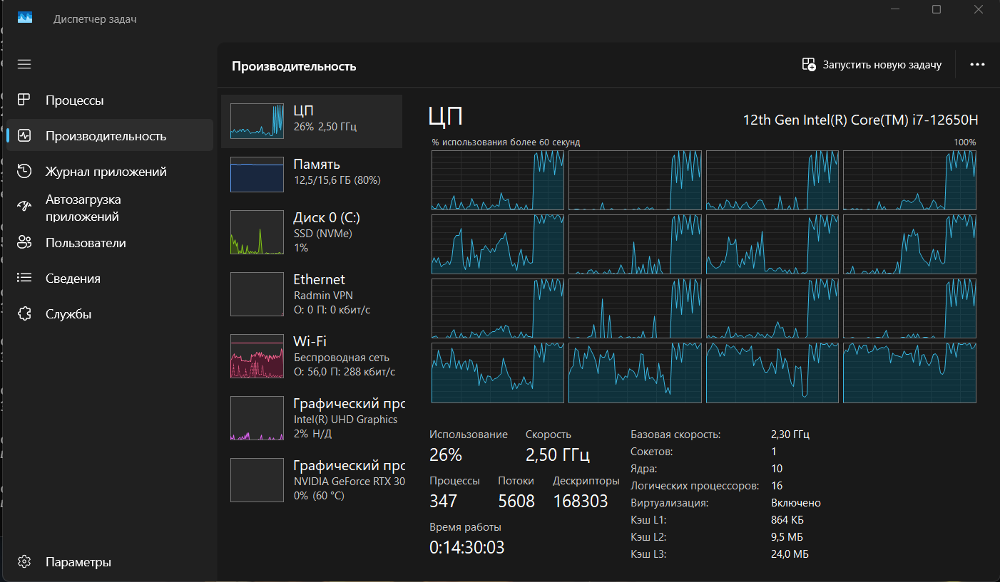 Диспетчер задач
Процессы
Производительность
Журнал приложений
Автозагрузка
приложений
Пользователи
Сведения
Службы
Параметры
Производительность
Запустить новую задачу
ЦП
26% 2,50 ГГц
Память
12,5/15,6 ГБ (80%)
Диск 0 (C:)
SSD (NVMe)
1%
Ethernet
Radmin VPN
О: 0 П: 0 кбит/с
Wi-Fi
Беспроводная сеть
О: 56,0 П: 288 кбит/с
Графический прс
Intel(R) UHD Graphics
2% Н/Д
Графический прс
NVIDIA GeForce RTX 30
0% (60 °C)
ЦП
12th Gen Intel(R) Core(TM) i7-12650H
% использования более 60 секунд
100%
Использование
Скорость
26%
2,50 ГГц
Процессы
Потоки
Дескрипторы
347
5608
168303
Время работы
0:14:30:03
Базовая скорость: 2,30 ГГц
Сокетов: 1
Ядра: 10
Логических процессоров: 16
Виртуализация: Включено
Кэш L1: 864 КБ
Кэш L2: 9,5 МБ
Кэш L3: 24,0 МБ